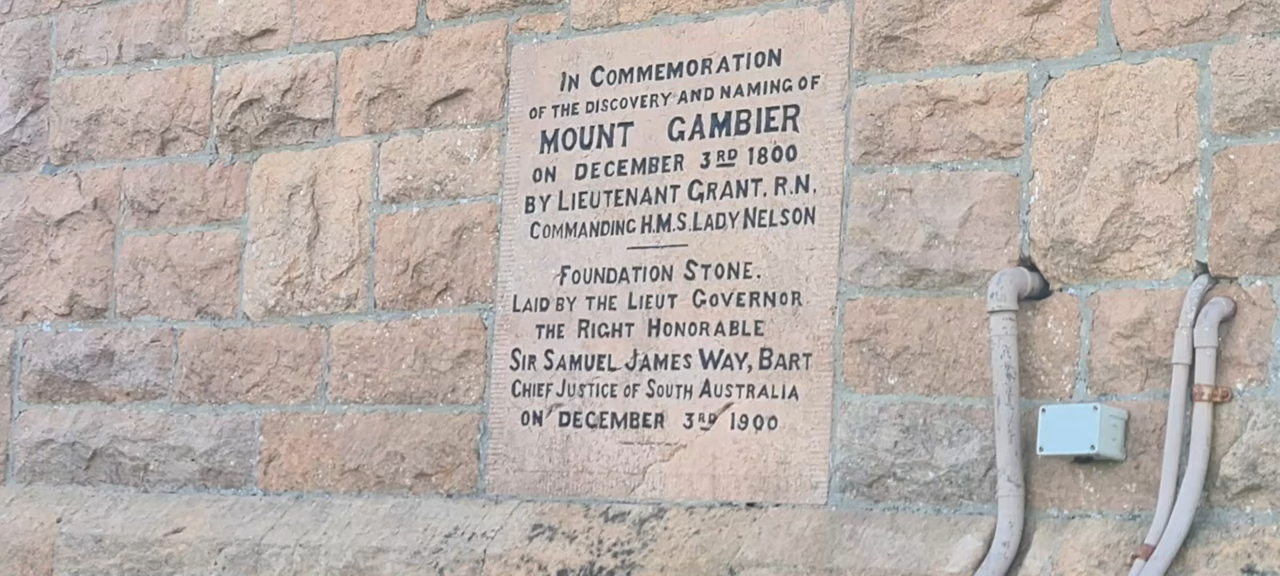 IN COMMEMORATION
OF THE DISCOVERY AND NAMING OF
MOUNT GAMBIER
ON DECEMBER 3RD 1800
BY LIEUTENANT GRANT. R.N.
COMMANDING H.M.S. LADY NELSON
FOUNDATION STONE.
LAID BY THE LIEUT GOVERNOR
THE RIGHT HONORABLE
SIR SAMUEL JAMES WAY, BART
CHIEF JUSTICE OF SOUTH AUSTRALIA
ON DECEMBER 3RD 1900